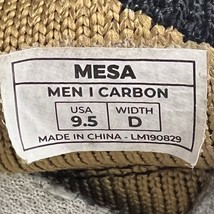 MESA
MEN I CARBON
USA WIDTH
9.5 D
MADE IN CHINA - LM190829